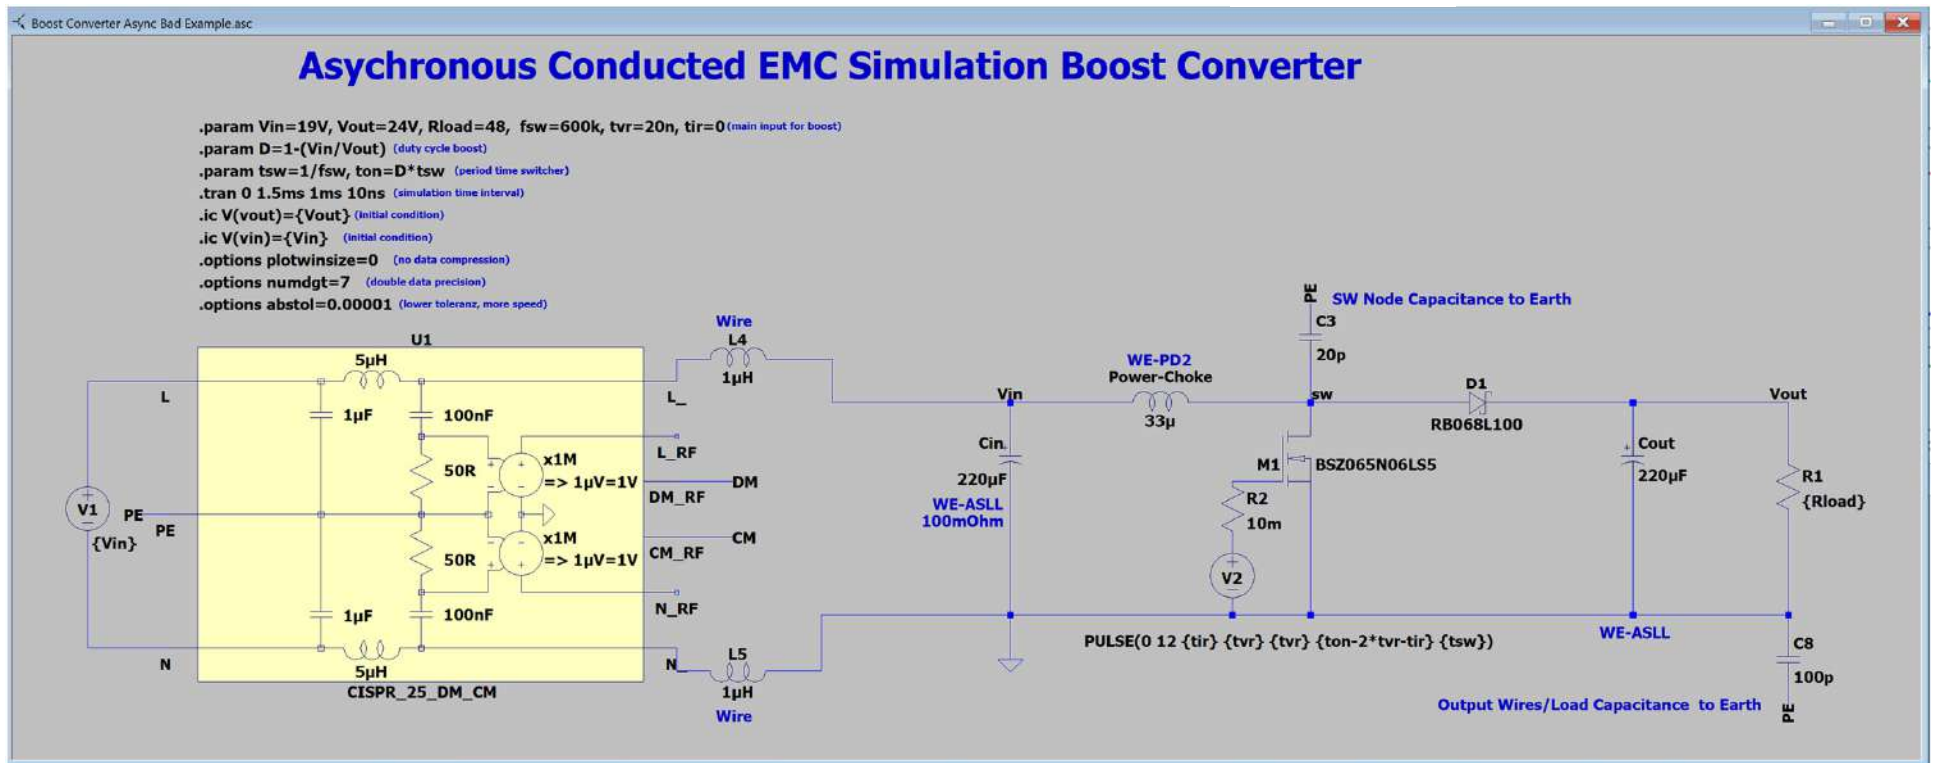 Boost Converter Async Bad Example.asc
Asychronous Conducted EMC Simulation Boost Converter
.param Vin=19V, Vout=24V, Rload=48, fsw=600k, tvr=20n, tir=0 (main input for boost)
.param D=1-(Vin/Vout) (duty cycle boost)
.param tsw=1/fsw, ton=D*tsw (period time switcher)
.tran 0 1.5ms 1ms 10ns (simulation time interval)
.ic V(vout)={Vout} (initial condition)
.ic V(vin)={Vin} (initial condition)
.options plotwinsize=0 (no data compression)
.options numdgt=7 (double data precision)
.options abstol=0.00001 (lower toleranz, more speed)
U1
5µH
L
1µF
100nF
50R
x1M
=> 1µV=1V
V1
{Vin}
PE
PE
50R
x1M
=> 1µV=1V
1µF
100nF
N
5µH
CISPR_25_DM_CM
L_
L_RF
DM_RF
DM
CM_RF
CM
N_RF
N_
Wire
L4
1µH
L5
1µH
Wire
Vin
Cin
220µF
WE-ASLL
100mOhm
WE-PD2
Power-Choke
33µ
PE
SW Node Capacitance to Earth
C3
20p
sw
D1
RB068L100
M1
BSZ065N06LS5
R2
10m
V2
PULSE(0 12 {tir} {tvr} {tvr} {ton-2*tvr-tir} {tsw})
Vout
Cout
220µF
WE-ASLL
R1
{Rload}
C8
100p
Output Wires/Load Capacitance to Earth
PE